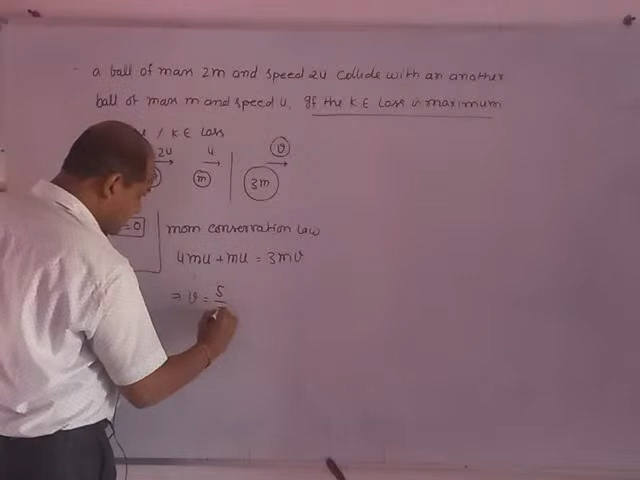 a ball of mass 2m and speed 2u collide with an another
ball of mass m and speed u, If the K E Loss is maximum
/ K E Loss
2u u v
m 3m
=0 mom conservation law
4mu + mu = 3mv
⇒ v = 5